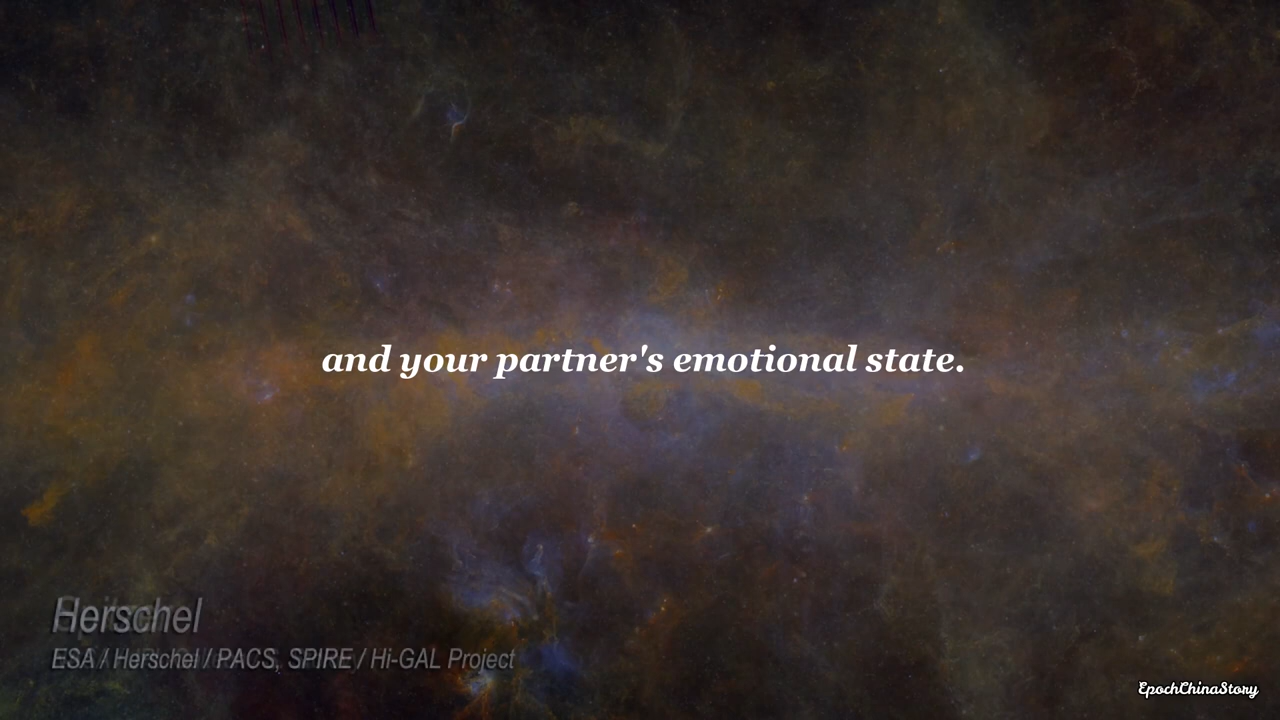 and your partner's emotional state.
Herschel
ESA / Herschel / PACS, SPIRE / Hi-GAL Project
EpochChinaStory